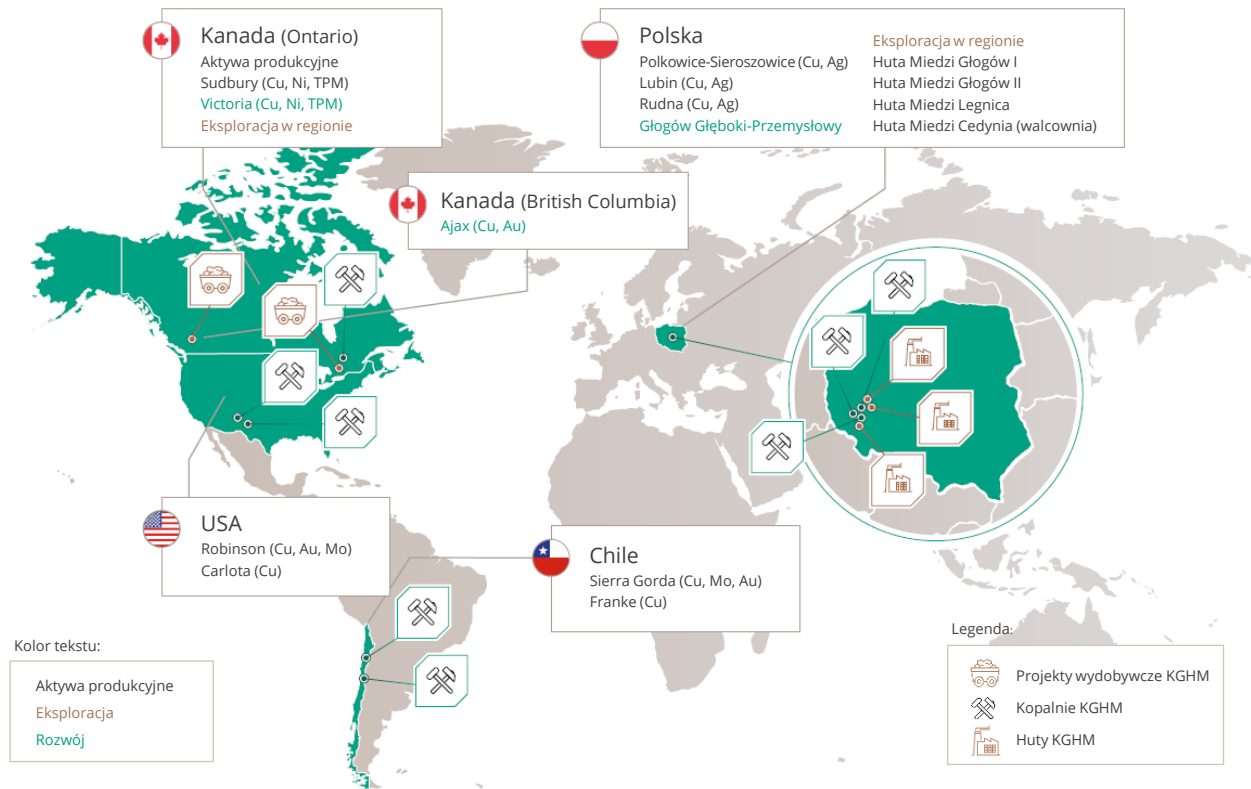 Kanada (Ontario)
Aktywa produkcyjne
Sudbury (Cu, Ni, TPM)
Victoria (Cu, Ni, TPM)
Eksploracja w regionie
Polska
Polkowice-Sieroszowice (Cu, Ag)
Lubin (Cu, Ag)
Rudna (Cu, Ag)
Głogów Głęboki-Przemysłowy
Eksploracja w regionie
Huta Miedzi Głogów I
Huta Miedzi Głogów II
Huta Miedzi Legnica
Huta Miedzi Cedynia (walcownia)
Kanada (British Columbia)
Ajax (Cu, Au)
USA
Robinson (Cu, Au, Mo)
Carlota (Cu)
Chile
Sierra Gorda (Cu, Mo, Au)
Franke (Cu)
Kolor tekstu:
Aktywa produkcyjne
Eksploracja
Rozwój
Legenda:
Projekty wydobywcze KGHM
Kopalnie KGHM
Huty KGHM